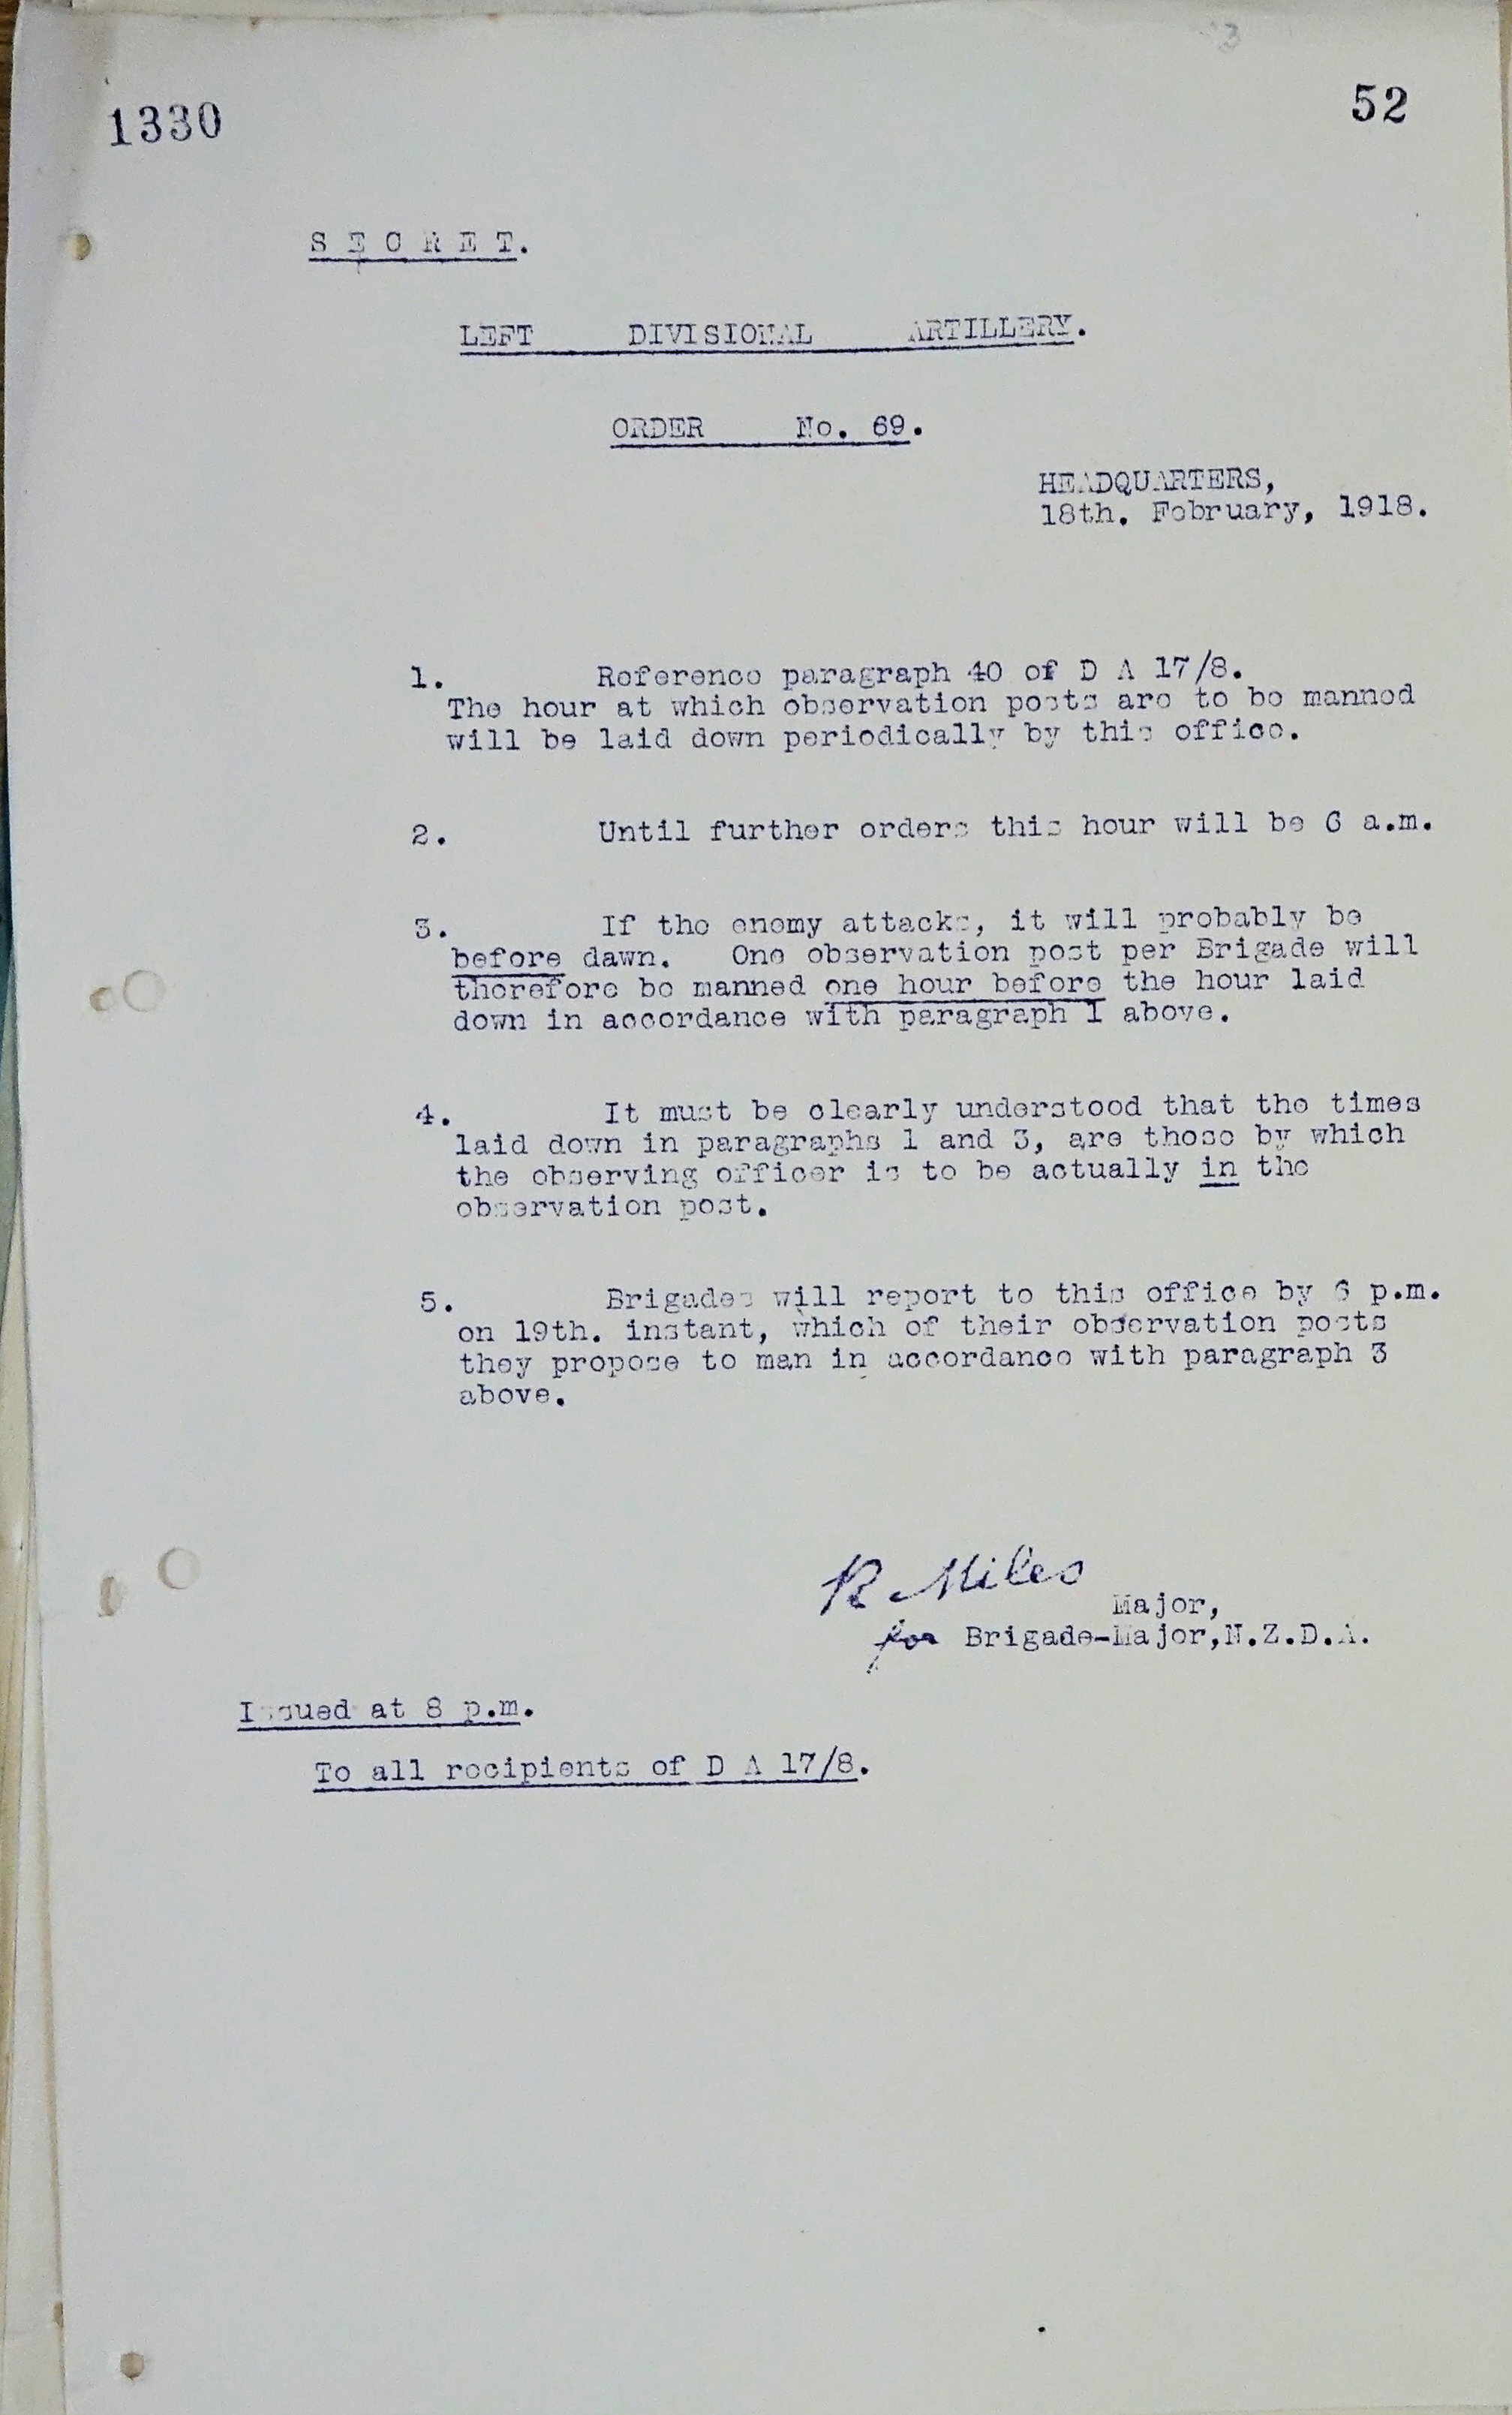 1330
52
S E C R E T.
LEFT DIVISIONAL ARTILLERY.
ORDER No. 69.
HEADQUARTERS,
18th. February, 1918.
1. Reference paragraph 40 of D A 17/8.
The hour at which observation posts are to be manned
will be laid down periodically by this office.
2. Until further orders this hour will be 6 a.m.
3. If the enemy attacks, it will probably be
before dawn. One observation post per Brigade will
therefore be manned one hour before the hour laid
down in accordance with paragraph 1 above.
4. It must be clearly understood that the times
laid down in paragraphs 1 and 3, are those by which
the observing officer is to be actually in the
observation post.
5. Brigades will report to this office by 6 p.m.
on 19th. instant, which of their observation posts
they propose to man in accordance with paragraph 3
above.
R Miles
Major,
for Brigade-Major,N.Z.D.A.
Issued at 8 p.m.
To all recipients of D A 17/8.